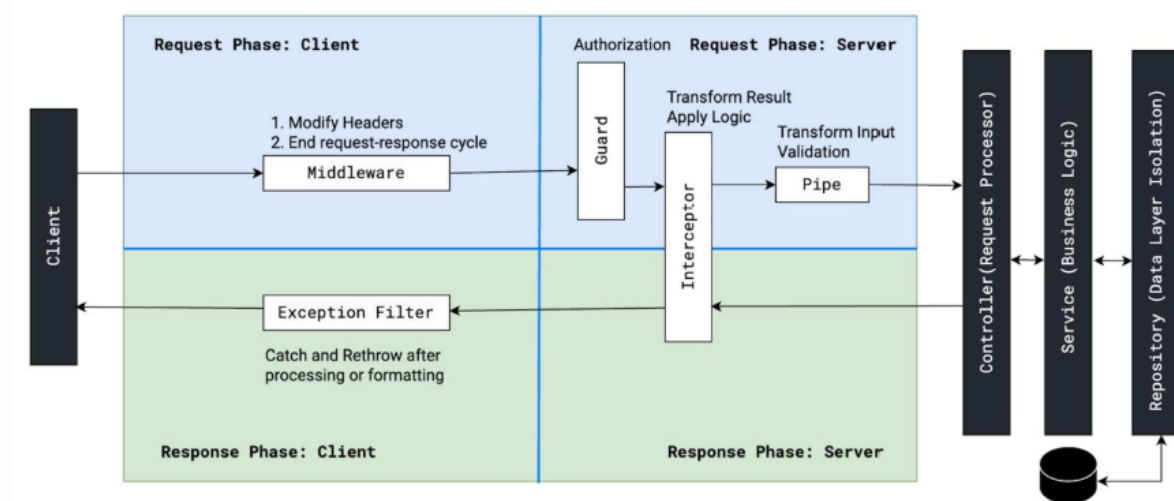 Request Phase: Client
Authorization
Request Phase: Server
1. Modify Headers
2. End request-response cycle
Middleware
Guard
Transform Result
Apply Logic
Interceptor
Transform Input
Validation
Pipe
Client
Exception Filter
Catch and Rethrow after
processing or formatting
Response Phase: Client
Response Phase: Server
Controller(Request Processor)
Service (Business Logic)
Repository (Data Layer Isolation)